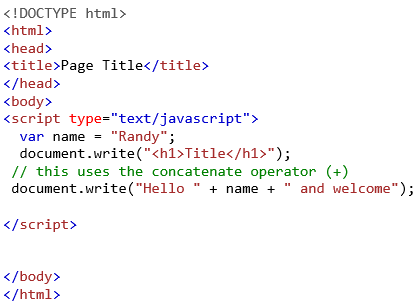 <!DOCTYPE html>
<html>
<head>
<title>Page Title</title>
</head>
<body>
<script type="text/javascript">
  var name = "Randy";
  document.write("<h1>Title</h1>");
 // this uses the concatenate operator (+)
 document.write("Hello " + name + " and welcome");
</script>
</body>
</html>